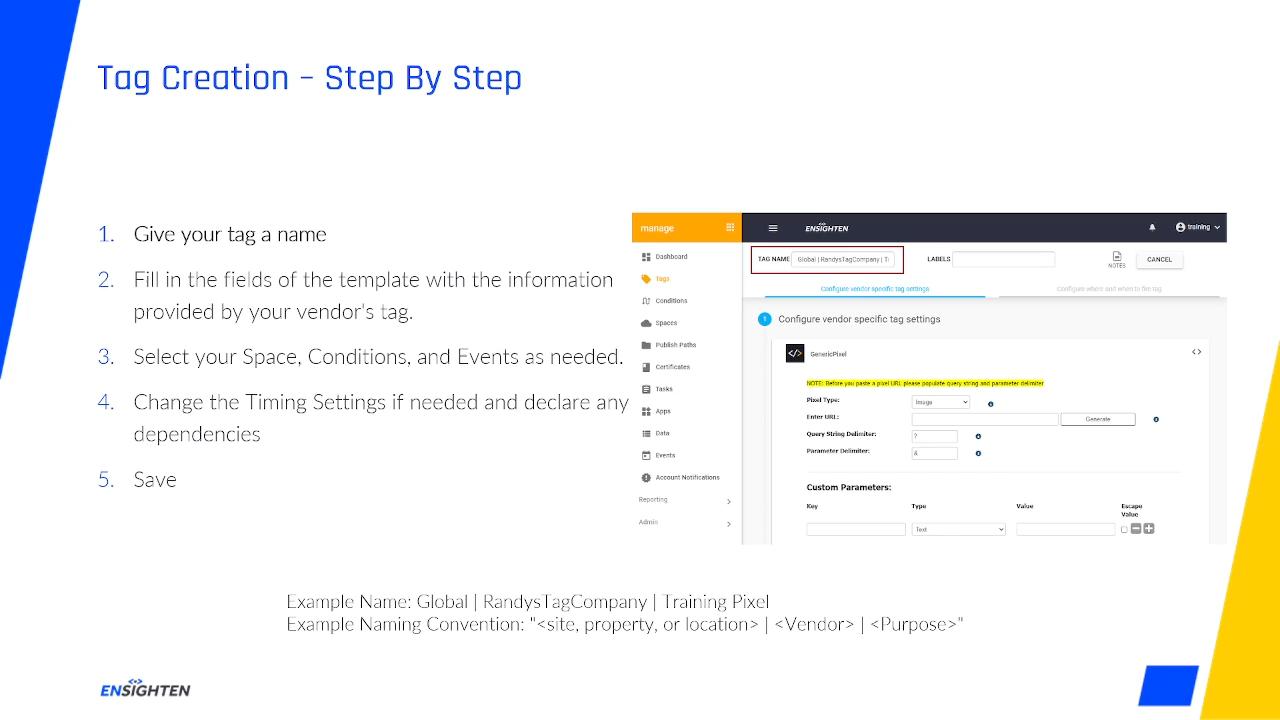 Tag Creation – Step By Step
1. Give your tag a name
2. Fill in the fields of the template with the information
provided by your vendor's tag.
3. Select your Space, Conditions, and Events as needed.
4. Change the Timing Settings if needed and declare any
dependencies
5. Save
manage
ENSIGHTEN
training
Dashboard
Tags
Conditions
Spaces
Publish Paths
Certificates
Tasks
Apps
Data
Events
Account Notifications
Reporting
Admin
TAG NAME Global | RandysTagCompany | Tr
LABELS
NOTES
CANCEL
Configure vendor specific tag settings
Configure where and when to fire tag
1 Configure vendor specific tag settings
</> GenericPixel
<>
NOTE: Before you paste a pixel URL please populate query string and parameter delimiter
Pixel Type: Image
Enter URL: Generate
Query String Delimiter: ?
Parameter Delimiter: &
Custom Parameters:
Key Type Value Escape Value
Text
Example Name: Global | RandysTagCompany | Training Pixel
Example Naming Convention: "<site, property, or location> | <Vendor> | <Purpose>"
ENSIGHTEN